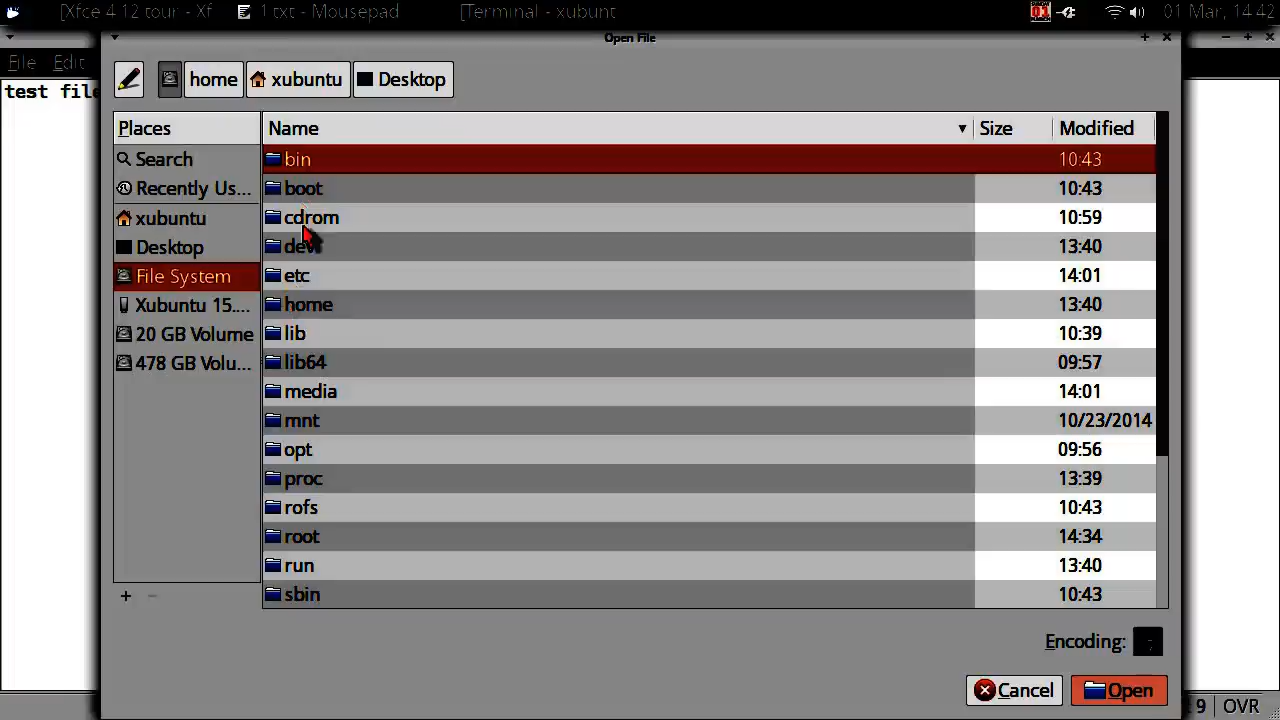 [Xfce 4 12 tour - Xf 1 txt - Mousepad [Terminal - xubunt 01 01 Mar, 14:42
Open File
File Edit
home xubuntu Desktop
test file
Places Name Size Modified
Search bin 10:43
Recently Us... boot 10:43
xubuntu cdrom 10:59
Desktop dev 13:40
File System etc 14:01
Xubuntu 15.... home 13:40
20 GB Volume lib 10:39
478 GB Volu... lib64 09:57
media 14:01
mnt 10/23/2014
opt 09:56
proc 13:39
rofs 10:43
root 14:34
run 13:40
sbin 10:43
Encoding:
Cancel Open
9 OVR